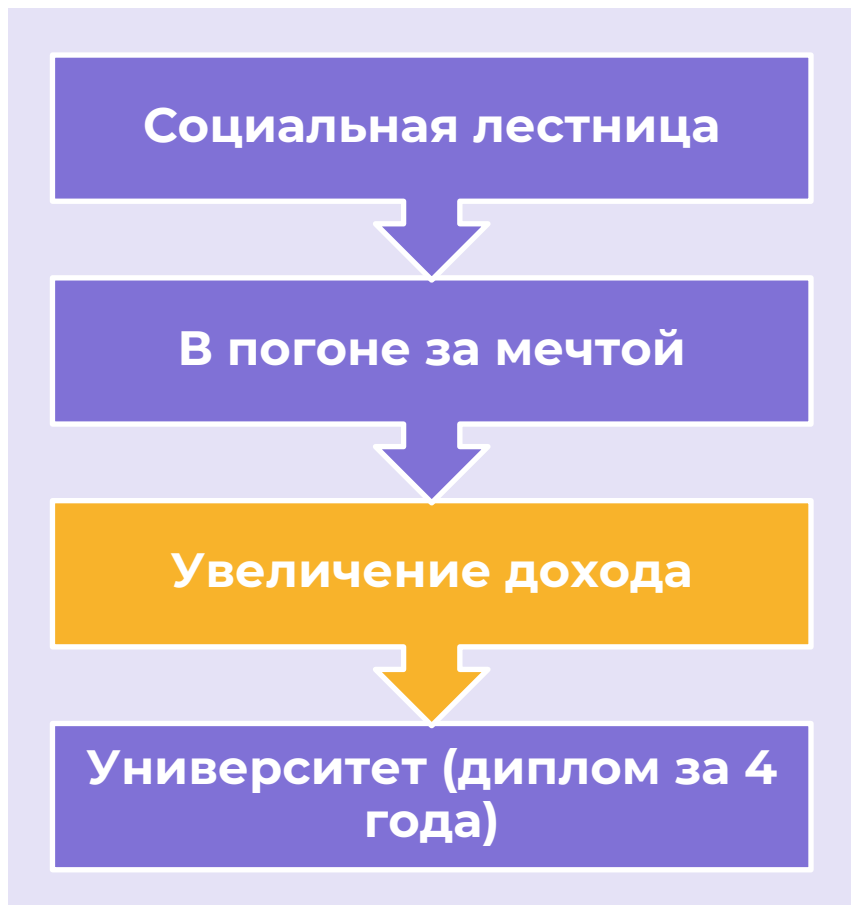 Социальная лестница
В погоне за мечтой
Увеличение дохода
Университет (диплом за 4
года)